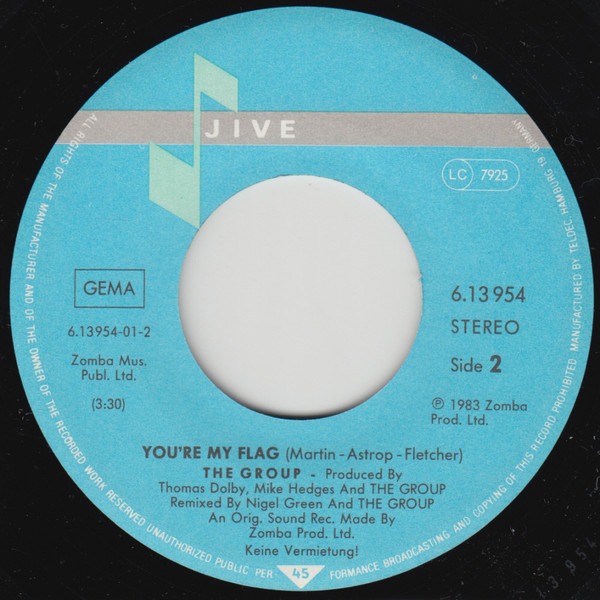 JIVE
LC 7925
GEMA
6.13954-01-2
Zomba Mus.
Publ. Ltd.
(3:30)
6.13 954
STEREO
Side 2
℗ 1983 Zomba
Prod. Ltd.
YOU'RE MY FLAG (Martin - Astrop - Fletcher)
THE GROUP - Produced By
Thomas Dolby, Mike Hedges And THE GROUP
Remixed By Nigel Green And THE GROUP
An Orig. Sound Rec. Made By
Zomba Prod. Ltd.
Keine Vermietung!
45
ALL RIGHTS OF THE MANUFACTURER AND OF THE OWNER OF THE RECORDED WORK RESERVED UNAUTHORIZED PUBLIC PERFORMANCE BROADCASTING AND COPYING OF THIS RECORD PROHIBITED MANUFACTURED BY TELDEC, HAMBURG 19 GERMANY